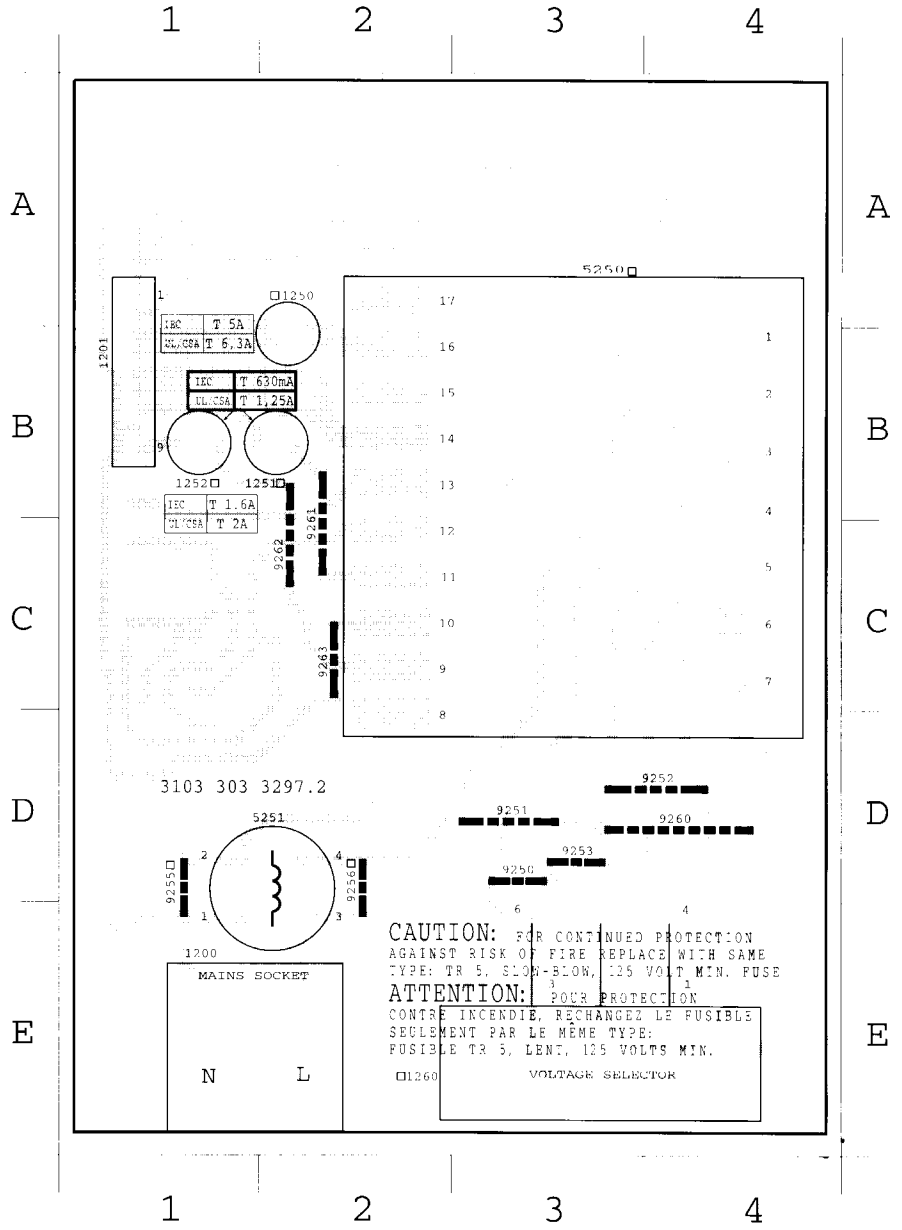 1 2 3 4
A A
5250
1
□1250
17
IEC T 5A
UL/CSA T 6,3A
1
1201
16
IEC T 630mA
UL/CSA T 1,25A
15
2
B B
14
9
3
1252□ 1251□
13
IEC T 1.6A
UL/CSA T 2A
4
9261
12
9262
11
5
C C
10
6
9263
9
7
8
3103 303 3297.2
9252
D D
5251
9251
9260
2 4
9253
9255□
9256□
9250
1 3
6 4
CAUTION: FOR CONTINUED PROTECTION
AGAINST RISK OF FIRE REPLACE WITH SAME
TYPE: TR 5, SLOW-BLOW, 125 VOLT MIN. FUSE
1200
MAINS SOCKET
3 1
ATTENTION: POUR PROTECTION
CONTRE INCENDIE, RECHANGEZ LE FUSIBLE
SEULEMENT PAR LE MÊME TYPE:
FUSIBLE TR 5, LENT, 125 VOLTS MIN.
E E
N L
□1260
VOLTAGE SELECTOR
1 2 3 4